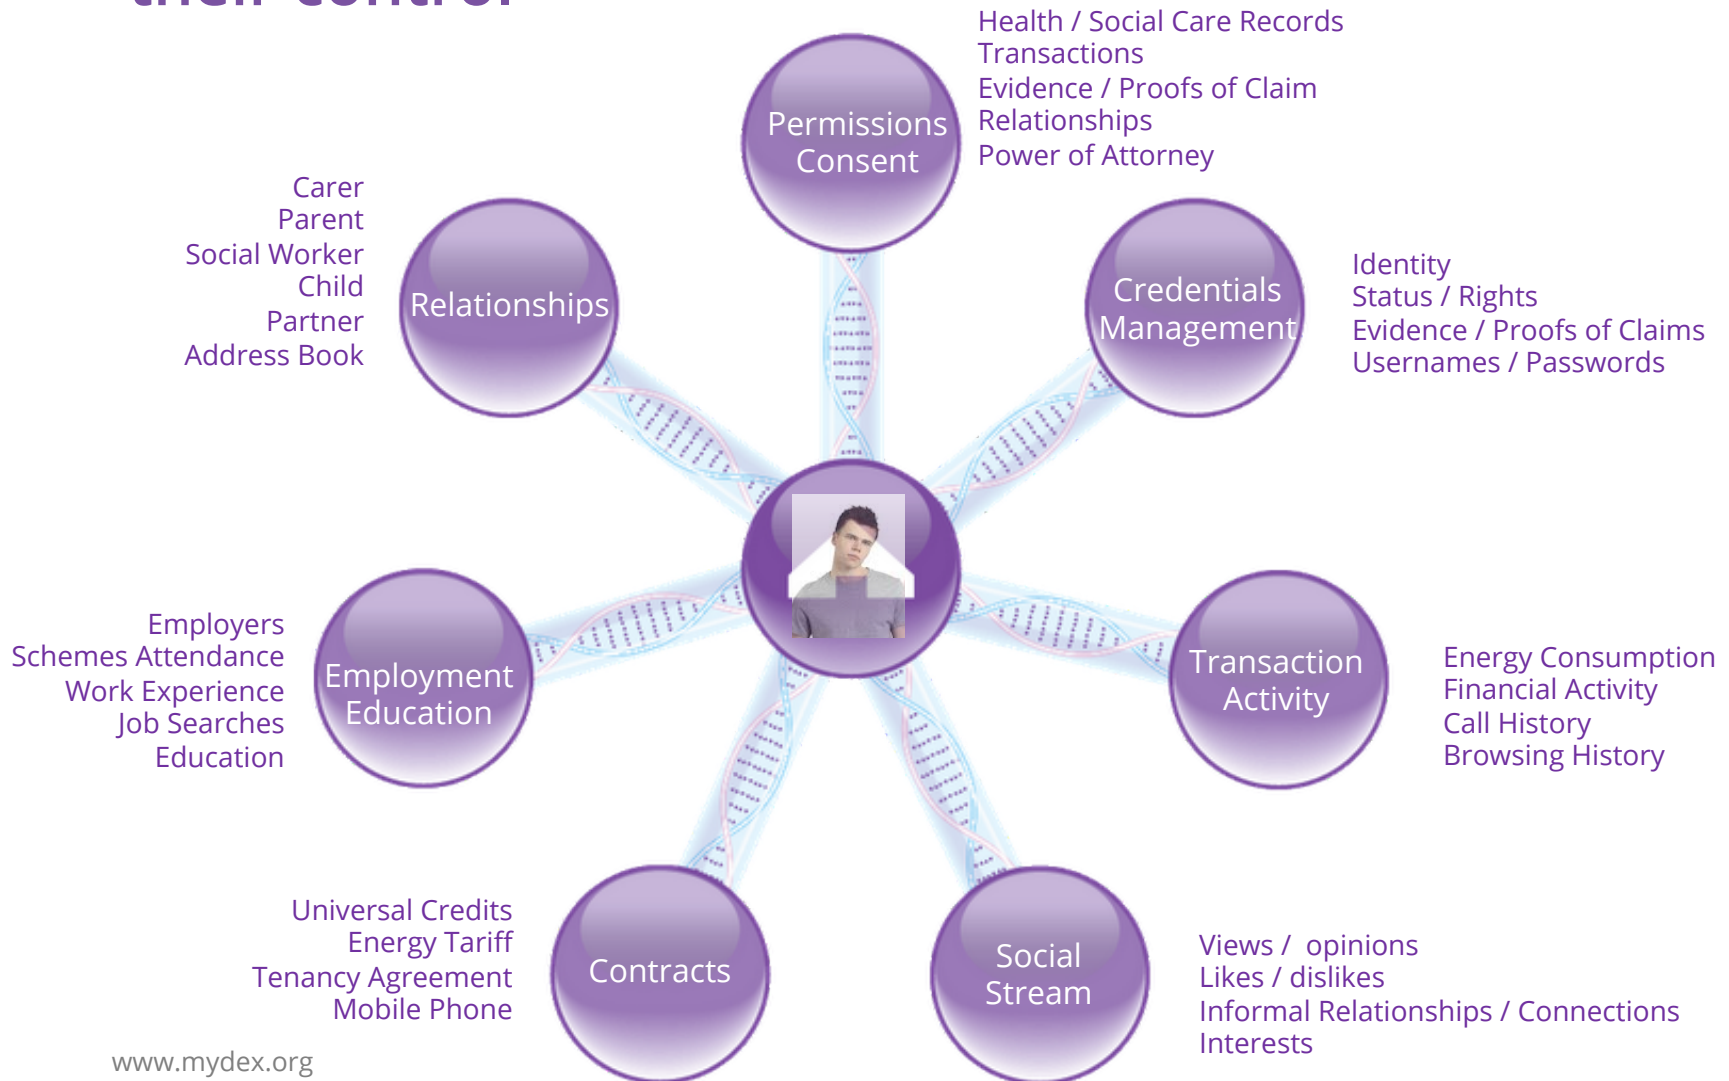 their control
Health / Social Care Records
Transactions
Evidence / Proofs of Claim
Relationships
Power of Attorney
Permissions
Consent
Carer
Parent
Social Worker
Child
Partner
Address Book
Relationships
Credentials
Management
Identity
Status / Rights
Evidence / Proofs of Claims
Usernames / Passwords
Employers
Schemes Attendance
Work Experience
Job Searches
Education
Employment
Education
Transaction
Activity
Energy Consumption
Financial Activity
Call History
Browsing History
Universal Credits
Energy Tariff
Tenancy Agreement
Mobile Phone
Contracts
Social
Stream
Views /  opinions
Likes / dislikes
Informal Relationships / Connections
Interests
www.mydex.org